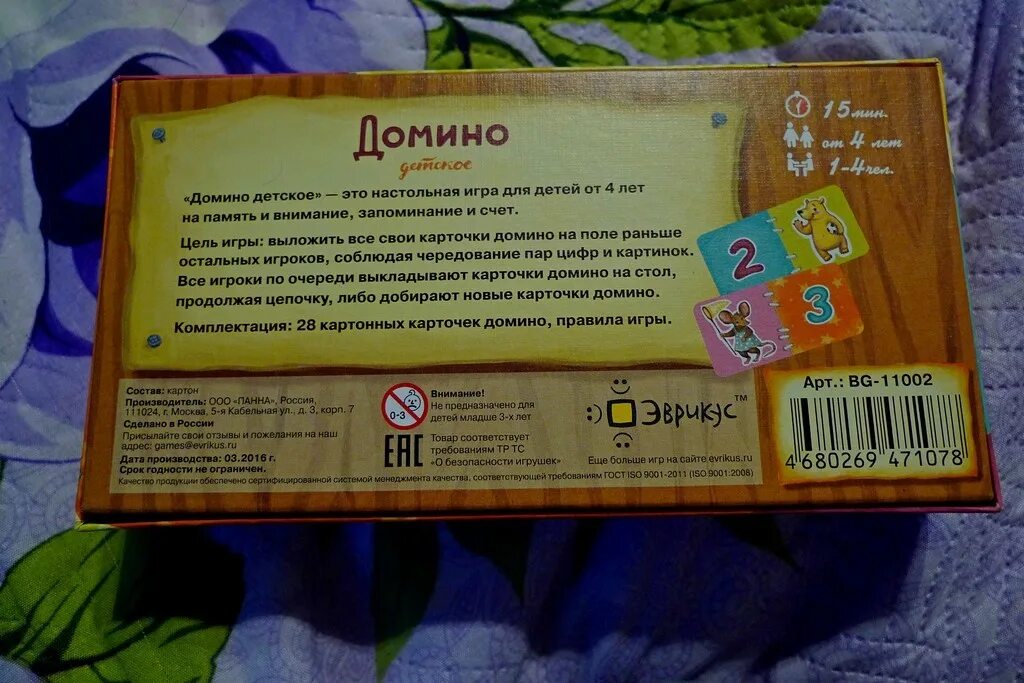 Домино
детское
15 мин.
от 4 лет
1-4чел.
«Домино детское» — это настольная игра для детей от 4 лет
на память и внимание, запоминание и счет.
Цель игры: выложить все свои карточки домино на поле раньше
остальных игроков, соблюдая чередование пар цифр и картинок.
Все игроки по очереди выкладывают карточки домино на стол,
продолжая цепочку, либо добирают новые карточки домино.
Комплектация: 28 картонных карточек домино, правила игры.
2
3
Состав: картон
Производитель: ООО «ПАННА», Россия,
111024, г. Москва, 5-я Кабельная ул., д. 3, корп. 7
Сделано в России
Присылайте свои отзывы и пожелания на наш
адрес: games@evrikus.ru
Дата производства: 03.2016 г.
Срок годности не ограничен.
0-3
Внимание!
Не предназначено для
детей младше 3-х лет
EAC
Товар соответствует
требованиям ТР ТС
«О безопасности игрушек»
:) Эврикус™
Еще больше игр на сайте evrikus.ru
Качество продукции обеспечено сертифицированной системой менеджмента качества, соответствующей требованиям ГОСТ ISO 9001-2011 (ISO 9001:2008)
Арт.: BG-11002
4 680269 471078